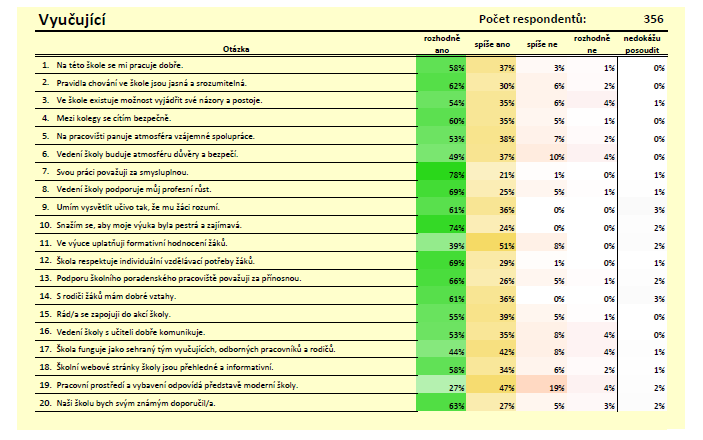 Vyučující Počet respondentů: 356
Otázka rozhodně ano spíše ano spíše ne rozhodně ne nedokážu posoudit
1. Na této škole se mi pracuje dobře. 58% 37% 3% 1% 0%
2. Pravidla chování ve škole jsou jasná a srozumitelná. 62% 30% 6% 2% 0%
3. Ve škole existuje možnost vyjádřit své názory a postoje. 54% 35% 6% 4% 1%
4. Mezi kolegy se cítím bezpečně. 60% 35% 5% 1% 0%
5. Na pracovišti panuje atmosféra vzájemné spolupráce. 53% 38% 7% 2% 0%
6. Vedení školy buduje atmosféru důvěry a bezpečí. 49% 37% 10% 4% 0%
7. Svou práci považuji za smysluplnou. 78% 21% 1% 0% 1%
8. Vedení školy podporuje můj profesní růst. 69% 25% 5% 1% 1%
9. Umím vysvětlit učivo tak, že mu žáci rozumí. 61% 36% 0% 0% 3%
10. Snažím se, aby moje výuka byla pestrá a zajímavá. 74% 24% 0% 0% 2%
11. Ve výuce uplatňuji formativní hodnocení žáků. 39% 51% 8% 0% 2%
12. Škola respektuje individuální vzdělávací potřeby žáků. 69% 29% 1% 0% 1%
13. Podporu školního poradenského pracoviště považuji za přínosnou. 66% 26% 5% 1% 2%
14. S rodiči žáků mám dobré vztahy. 61% 36% 0% 0% 3%
15. Rád/a se zapojuji do akcí školy. 55% 39% 5% 1% 0%
16. Vedení školy s učiteli dobře komunikuje. 53% 35% 8% 4% 0%
17. Škola funguje jako sehraný tým vyučujících, odborných pracovníků a rodičů. 44% 42% 8% 4% 1%
18. Školní webové stránky školy jsou přehledné a informativní. 58% 34% 6% 2% 1%
19. Pracovní prostředí a vybavení odpovídá představě moderní školy. 27% 47% 19% 4% 2%
20. Naši školu bych svým známým doporučil/a. 63% 27% 5% 3% 2%